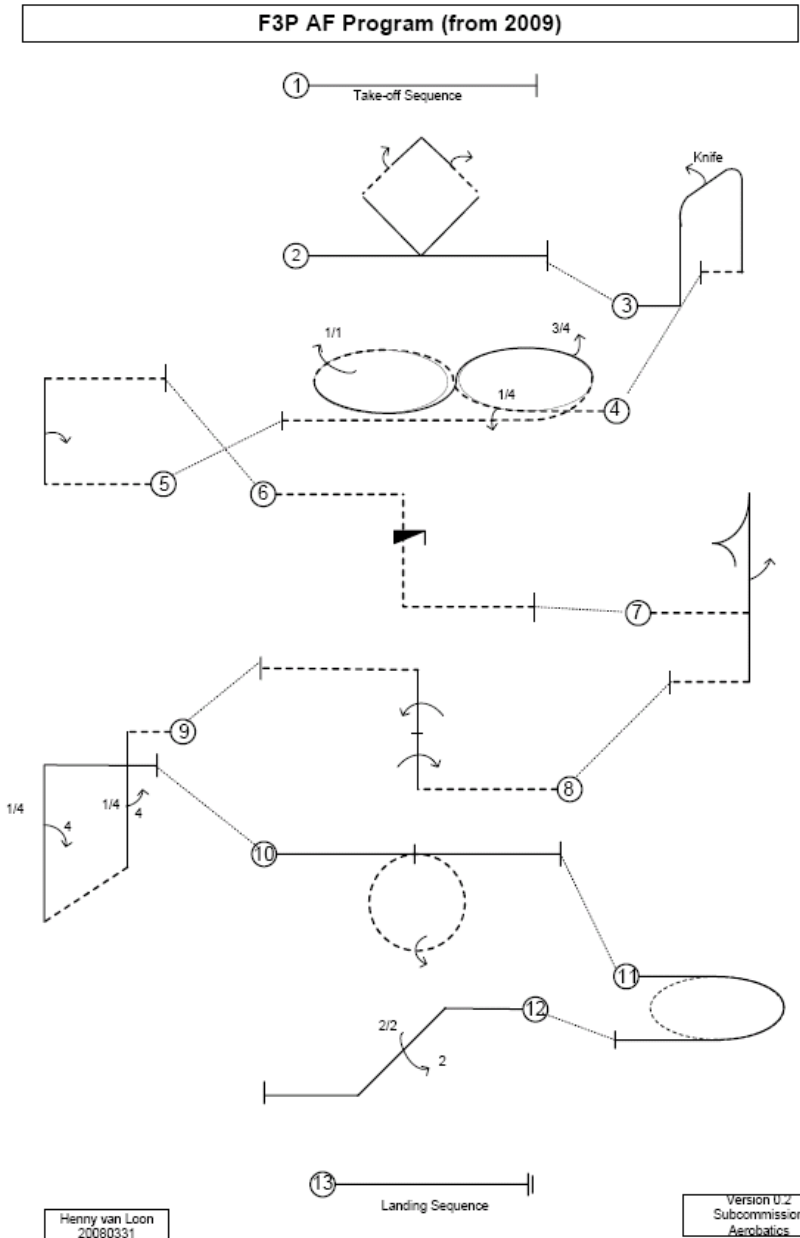 F3P AF Program (from 2009)
1
Take-off Sequence
Knife
2
3
1/1
3/4
1/4
4
5
6
7
9
8
1/4
4
1/4
4
10
11
12
2/2
2
13
Landing Sequence
Henny van Loon
20080331
Version 0.2
Subcommission
Aerobatics